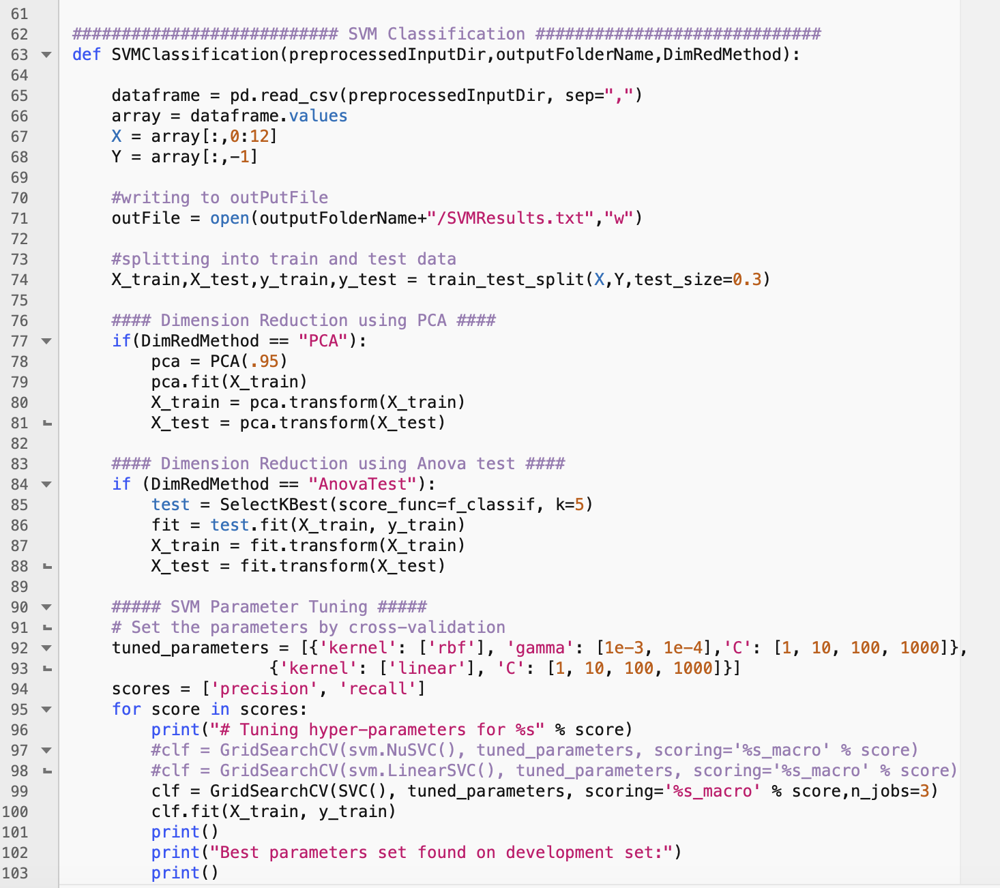 61
62 ########################### SVM Classification #############################
63 def SVMClassification(preprocessedInputDir,outputFolderName,DimRedMethod):
64
65     dataframe = pd.read_csv(preprocessedInputDir, sep=",")
66     array = dataframe.values
67     X = array[:,0:12]
68     Y = array[:,-1]
69
70     #writing to outPutFile
71     outFile = open(outputFolderName+"/SVMResults.txt","w")
72
73     #splitting into train and test data
74     X_train,X_test,y_train,y_test = train_test_split(X,Y,test_size=0.3)
75
76     #### Dimension Reduction using PCA ####
77     if(DimRedMethod == "PCA"):
78         pca = PCA(.95)
79         pca.fit(X_train)
80         X_train = pca.transform(X_train)
81         X_test = pca.transform(X_test)
82
83     #### Dimension Reduction using Anova test ####
84     if (DimRedMethod == "AnovaTest"):
85         test = SelectKBest(score_func=f_classif, k=5)
86         fit = test.fit(X_train, y_train)
87         X_train = fit.transform(X_train)
88         X_test = fit.transform(X_test)
89
90     ##### SVM Parameter Tuning #####
91     # Set the parameters by cross-validation
92     tuned_parameters = [{'kernel': ['rbf'], 'gamma': [1e-3, 1e-4],'C': [1, 10, 100, 1000]},
93                     {'kernel': ['linear'], 'C': [1, 10, 100, 1000]}]
94     scores = ['precision', 'recall']
95     for score in scores:
96         print("# Tuning hyper-parameters for %s" % score)
97         #clf = GridSearchCV(svm.NuSVC(), tuned_parameters, scoring='%s_macro' % score)
98         #clf = GridSearchCV(svm.LinearSVC(), tuned_parameters, scoring='%s_macro' % score)
99         clf = GridSearchCV(SVC(), tuned_parameters, scoring='%s_macro' % score,n_jobs=3)
100         clf.fit(X_train, y_train)
101         print()
102         print("Best parameters set found on development set:")
103         print()